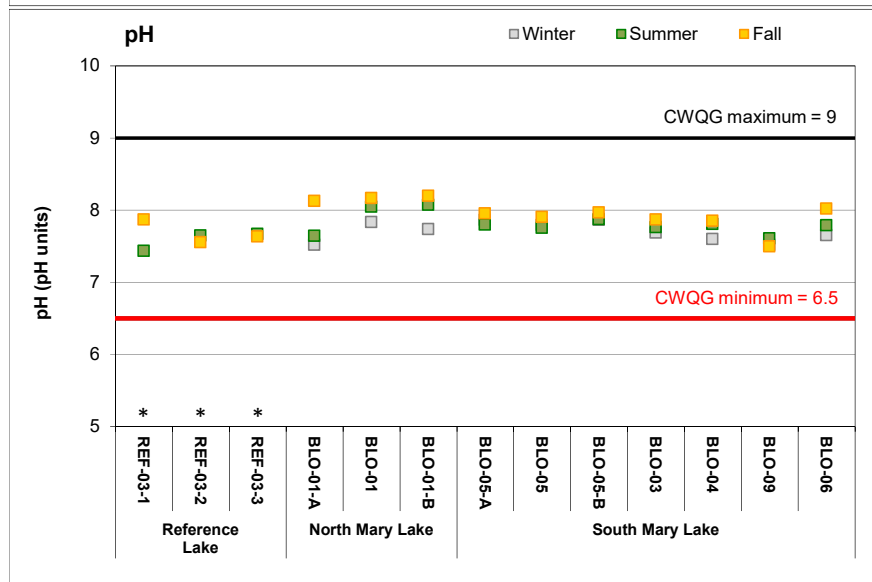 pH
Winter
Summer
Fall
10
9
8
7
6
5
pH (pH units)
CWQG maximum = 9
CWQG minimum = 6.5
* * *
REF-03-1
REF-03-2
REF-03-3
BLO-01-A
BLO-01
BLO-01-B
BLO-05-A
BLO-05
BLO-05-B
BLO-03
BLO-04
BLO-09
BLO-06
Reference
Lake
North Mary Lake
South Mary Lake